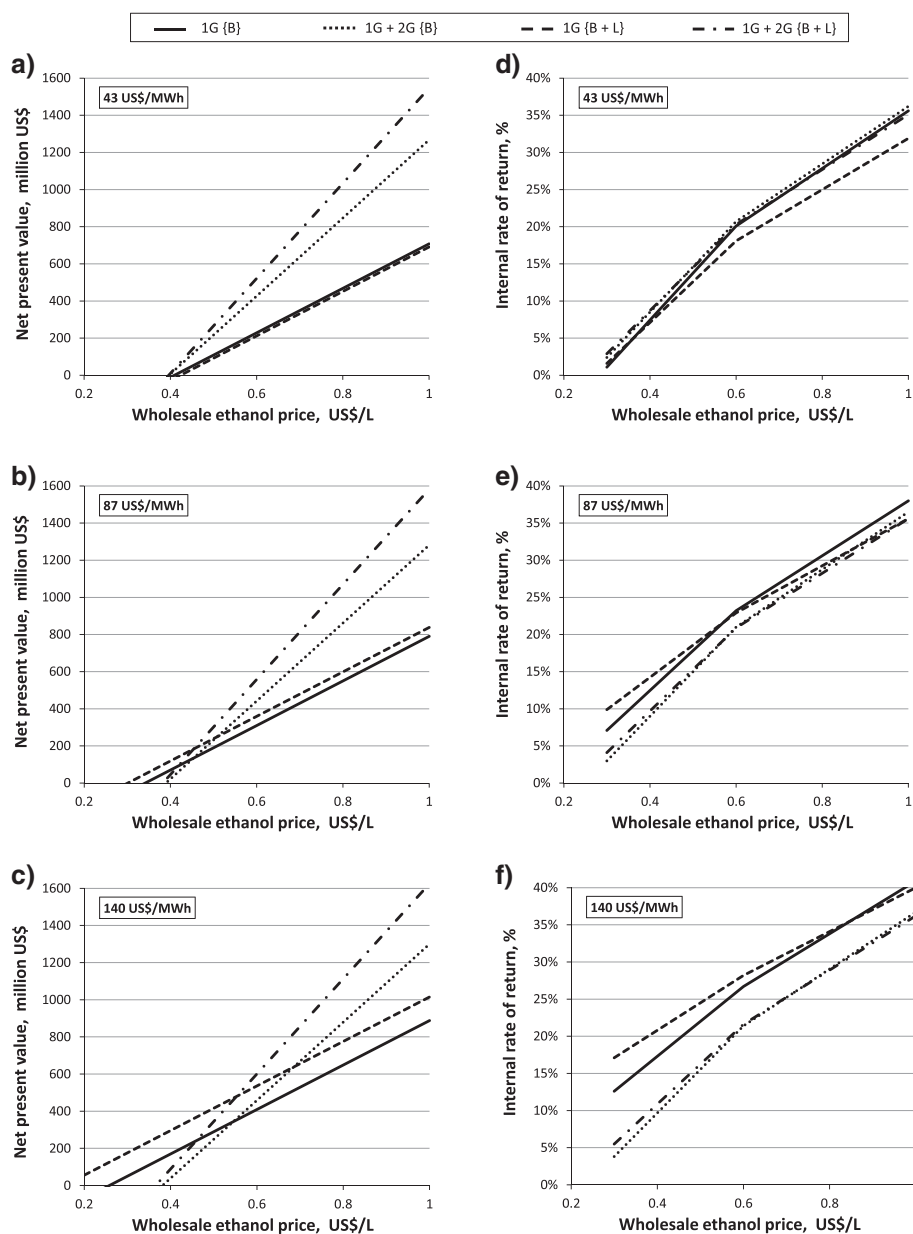 1G {B} 1G + 2G {B} 1G {B + L} 1G + 2G {B + L}
a)
43 US$/MWh
Net present value, million US$
1600
1400
1200
1000
800
600
400
200
0
0.2 0.4 0.6 0.8 1
Wholesale ethanol price, US$/L
d)
43 US$/MWh
Internal rate of return, %
40%
35%
30%
25%
20%
15%
10%
5%
0%
0.2 0.4 0.6 0.8 1
Wholesale ethanol price, US$/L
b)
87 US$/MWh
Net present value, million US$
1600
1400
1200
1000
800
600
400
200
0
0.2 0.4 0.6 0.8 1
Wholesale ethanol price, US$/L
e)
87 US$/MWh
Internal rate of return, %
40%
35%
30%
25%
20%
15%
10%
5%
0%
0.2 0.4 0.6 0.8 1
Wholesale ethanol price, US$/L
c)
140 US$/MWh
Net present value, million US$
1600
1400
1200
1000
800
600
400
200
0
0.2 0.4 0.6 0.8 1
Wholesale ethanol price, US$/L
f)
140 US$/MWh
Internal rate of return, %
40%
35%
30%
25%
20%
15%
10%
5%
0%
0.2 0.4 0.6 0.8 1
Wholesale ethanol price, US$/L